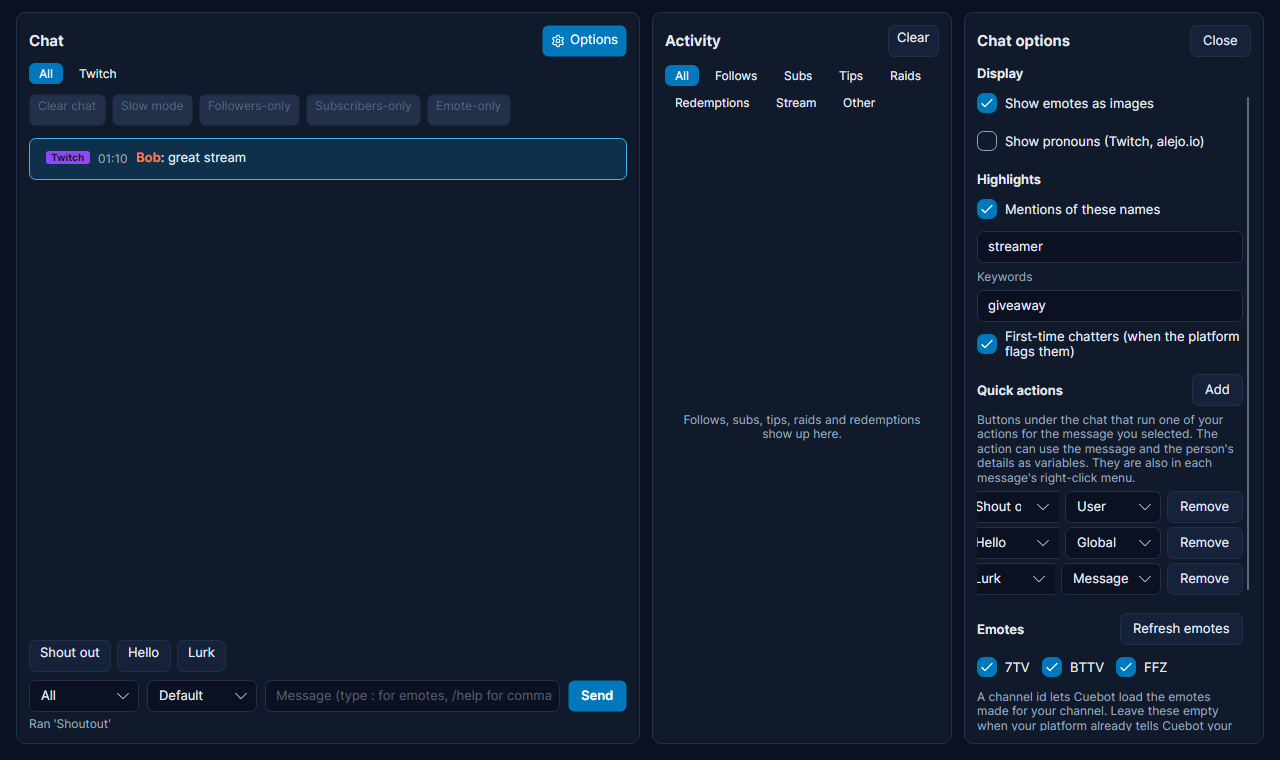 Chat
Options
All Twitch
Clear chat Slow mode Followers-only Subscribers-only Emote-only
Twitch 01:10 Bob: great stream
Shout out Hello Lurk
All Default Message (type : for emotes, /help for comma Send
Ran 'Shoutout'
Activity
Clear
All Follows Subs Tips Raids
Redemptions Stream Other
Follows, subs, tips, raids and redemptions
show up here.
Chat options
Close
Display
Show emotes as images
Show pronouns (Twitch, alejo.io)
Highlights
Mentions of these names
streamer
Keywords
giveaway
First-time chatters (when the platform
flags them)
Quick actions Add
Buttons under the chat that run one of your
actions for the message you selected. The
action can use the message and the person's
details as variables. They are also in each
message's right-click menu.
Shout o User Remove
Hello Global Remove
Lurk Message Remove
Emotes Refresh emotes
7TV BTTV FFZ
A channel id lets Cuebot load the emotes
made for your channel. Leave these empty
when your platform already tells Cuebot your